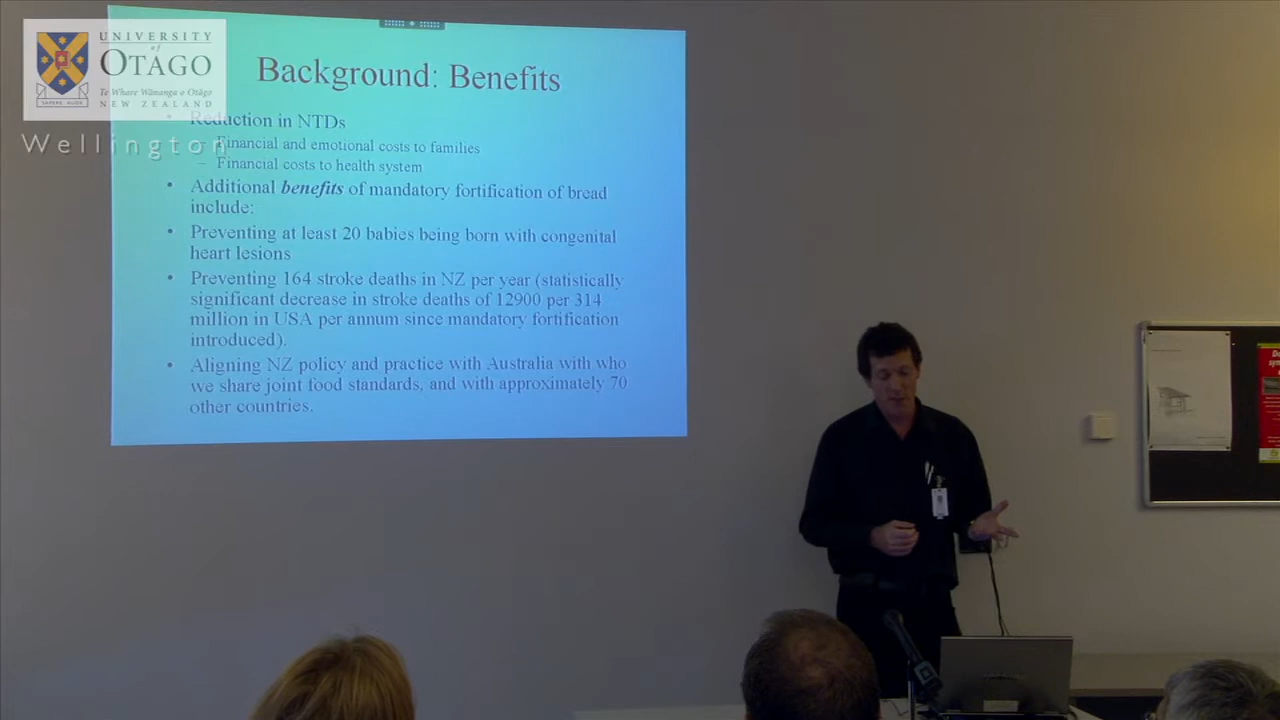 UNIVERSITY
of
OTAGO
Te Whare Wānanga o Otāgo
NEW ZEALAND
SAPERE AUDE
Wellington
Background: Benefits
• Reduction in NTDs
– Financial and emotional costs to families
– Financial costs to health system
• Additional benefits of mandatory fortification of bread
include:
• Preventing at least 20 babies being born with congenital
heart lesions
• Preventing 164 stroke deaths in NZ per year (statistically
significant decrease in stroke deaths of 12900 per 314
million in USA per annum since mandatory fortification
introduced).
• Aligning NZ policy and practice with Australia with who
we share joint food standards, and with approximately 70
other countries.